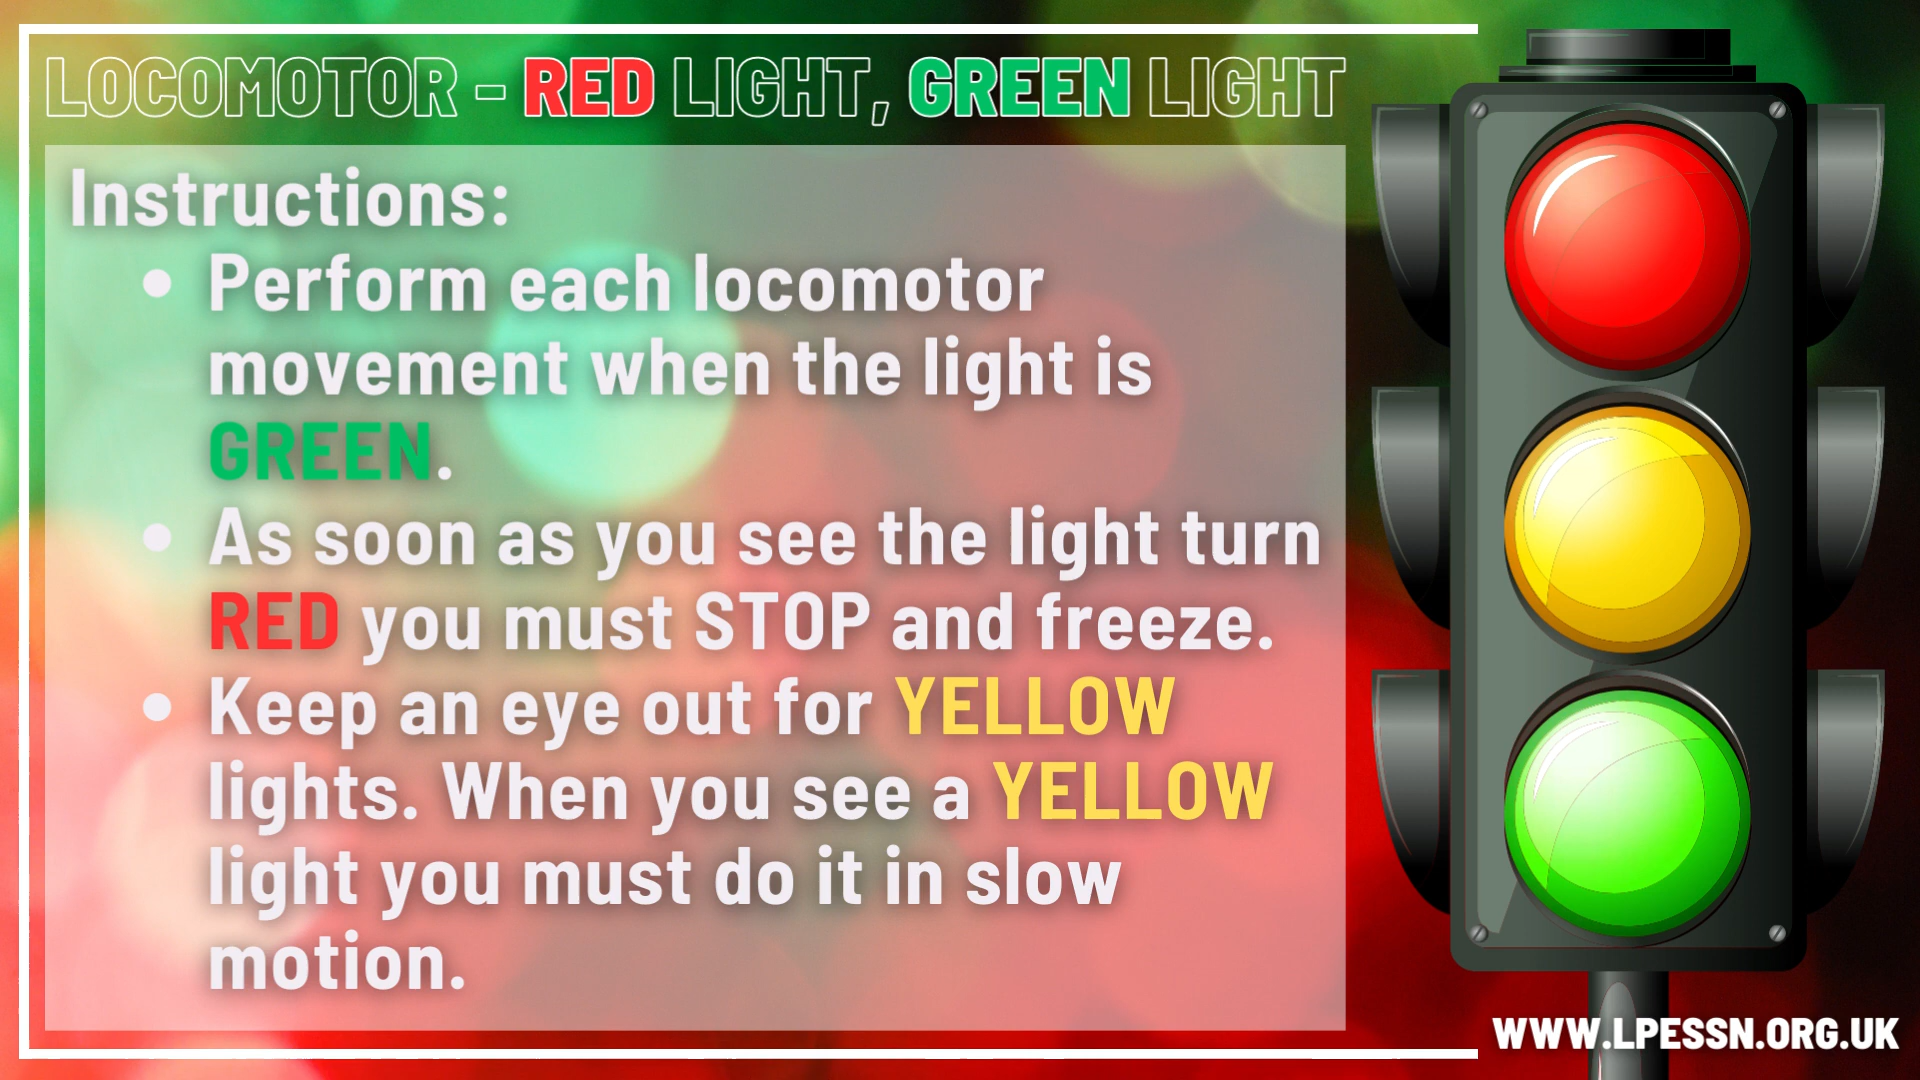 LOCOMOTOR - RED LIGHT, GREEN LIGHT
Instructions:
• Perform each locomotor
movement when the light is
GREEN.
• As soon as you see the light turn
RED you must STOP and freeze.
• Keep an eye out for YELLOW
lights. When you see a YELLOW
light you must do it in slow
motion.
WWW.LPESSN.ORG.UK